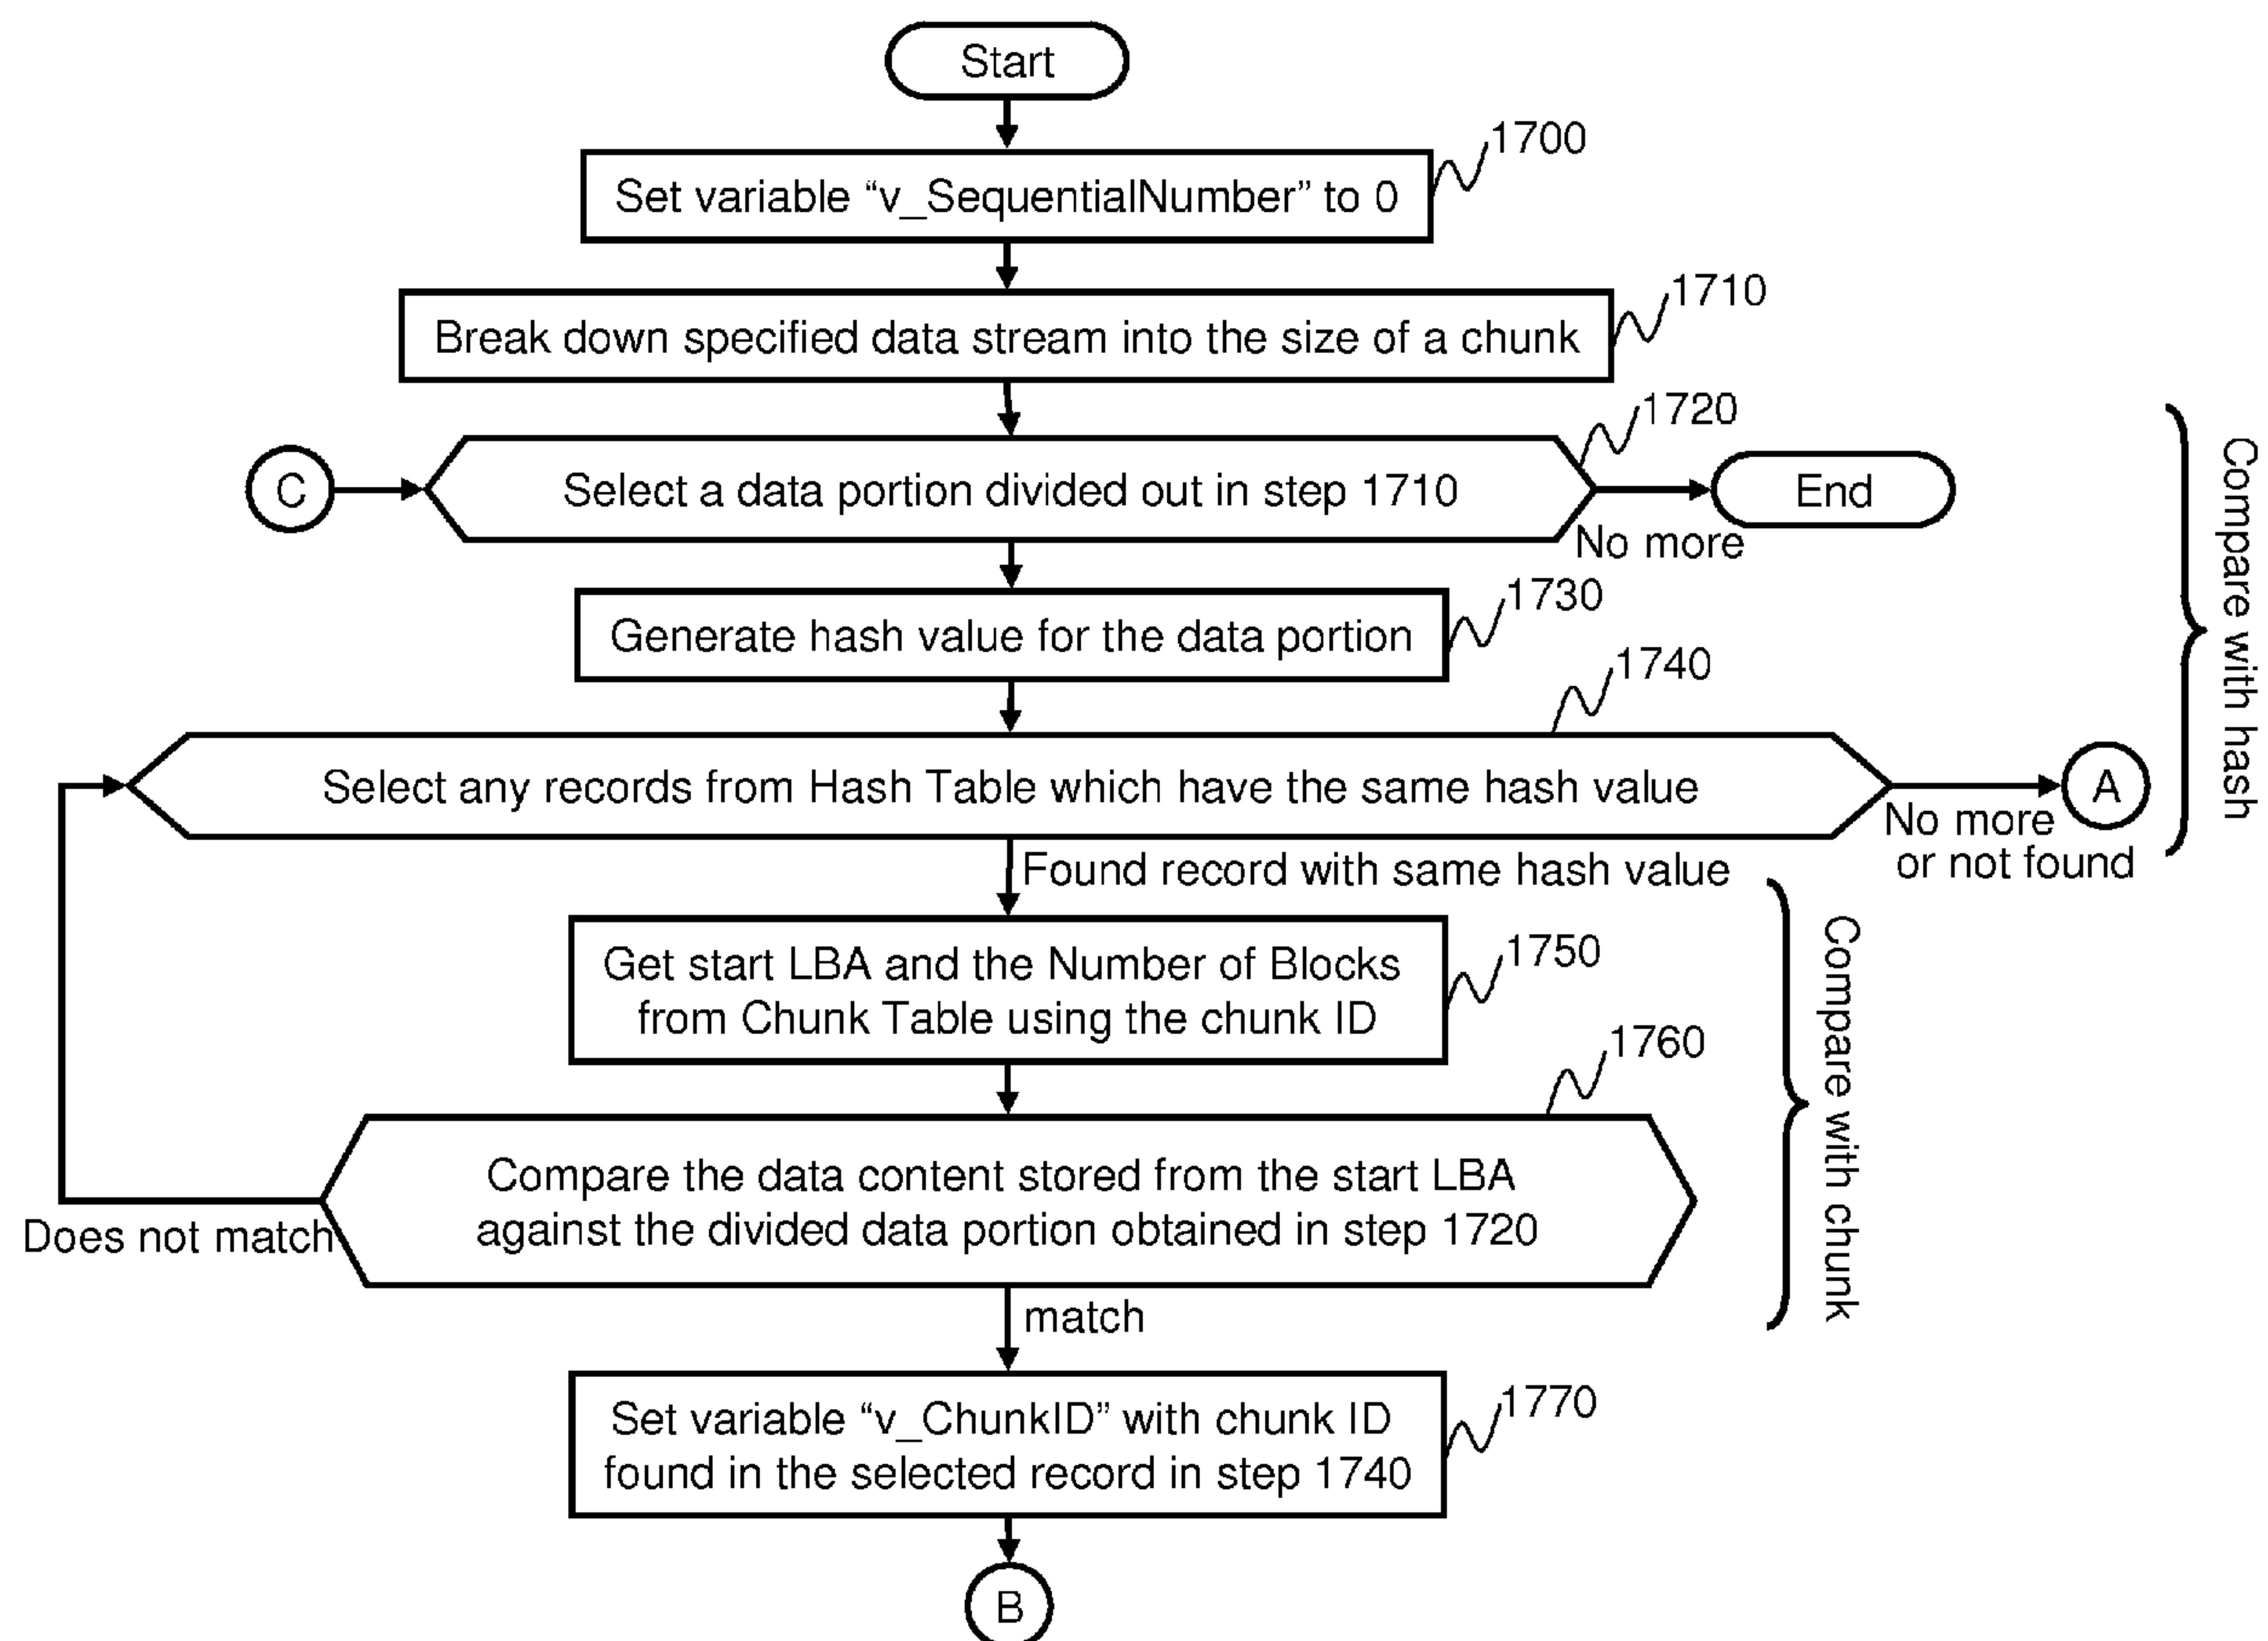 Start
1700
Set variable “v_SequentialNumber” to 0
1710
Break down specified data stream into the size of a chunk
1720
C
Select a data portion divided out in step 1710
End
No more
1730
Generate hash value for the data portion
1740
Select any records from Hash Table which have the same hash value
A
No more
or not found
Compare with hash
Found record with same hash value
Get start LBA and the Number of Blocks
from Chunk Table using the chunk ID
1750
1760
Compare the data content stored from the start LBA
against the divided data portion obtained in step 1720
Does not match
Compare with chunk
match
Set variable “v_ChunkID” with chunk ID
found in the selected record in step 1740
1770
B